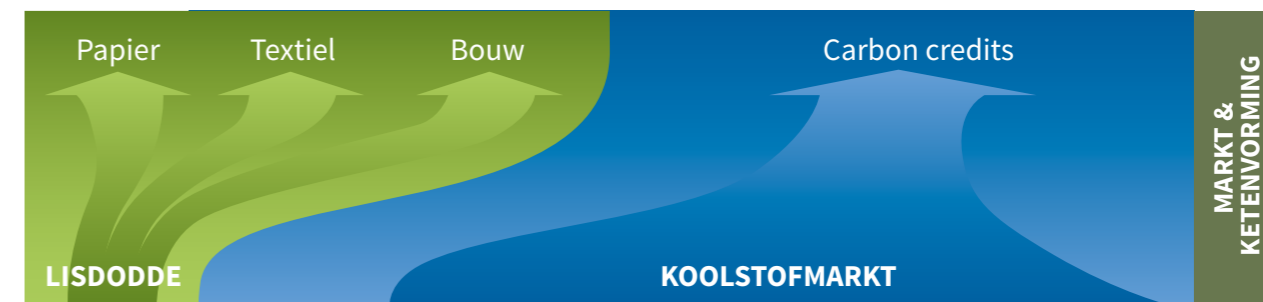 Papier
Textiel
Bouw
Carbon credits
LISDODDE
KOOLSTOFMARKT
MARKT &
KETENVORMING